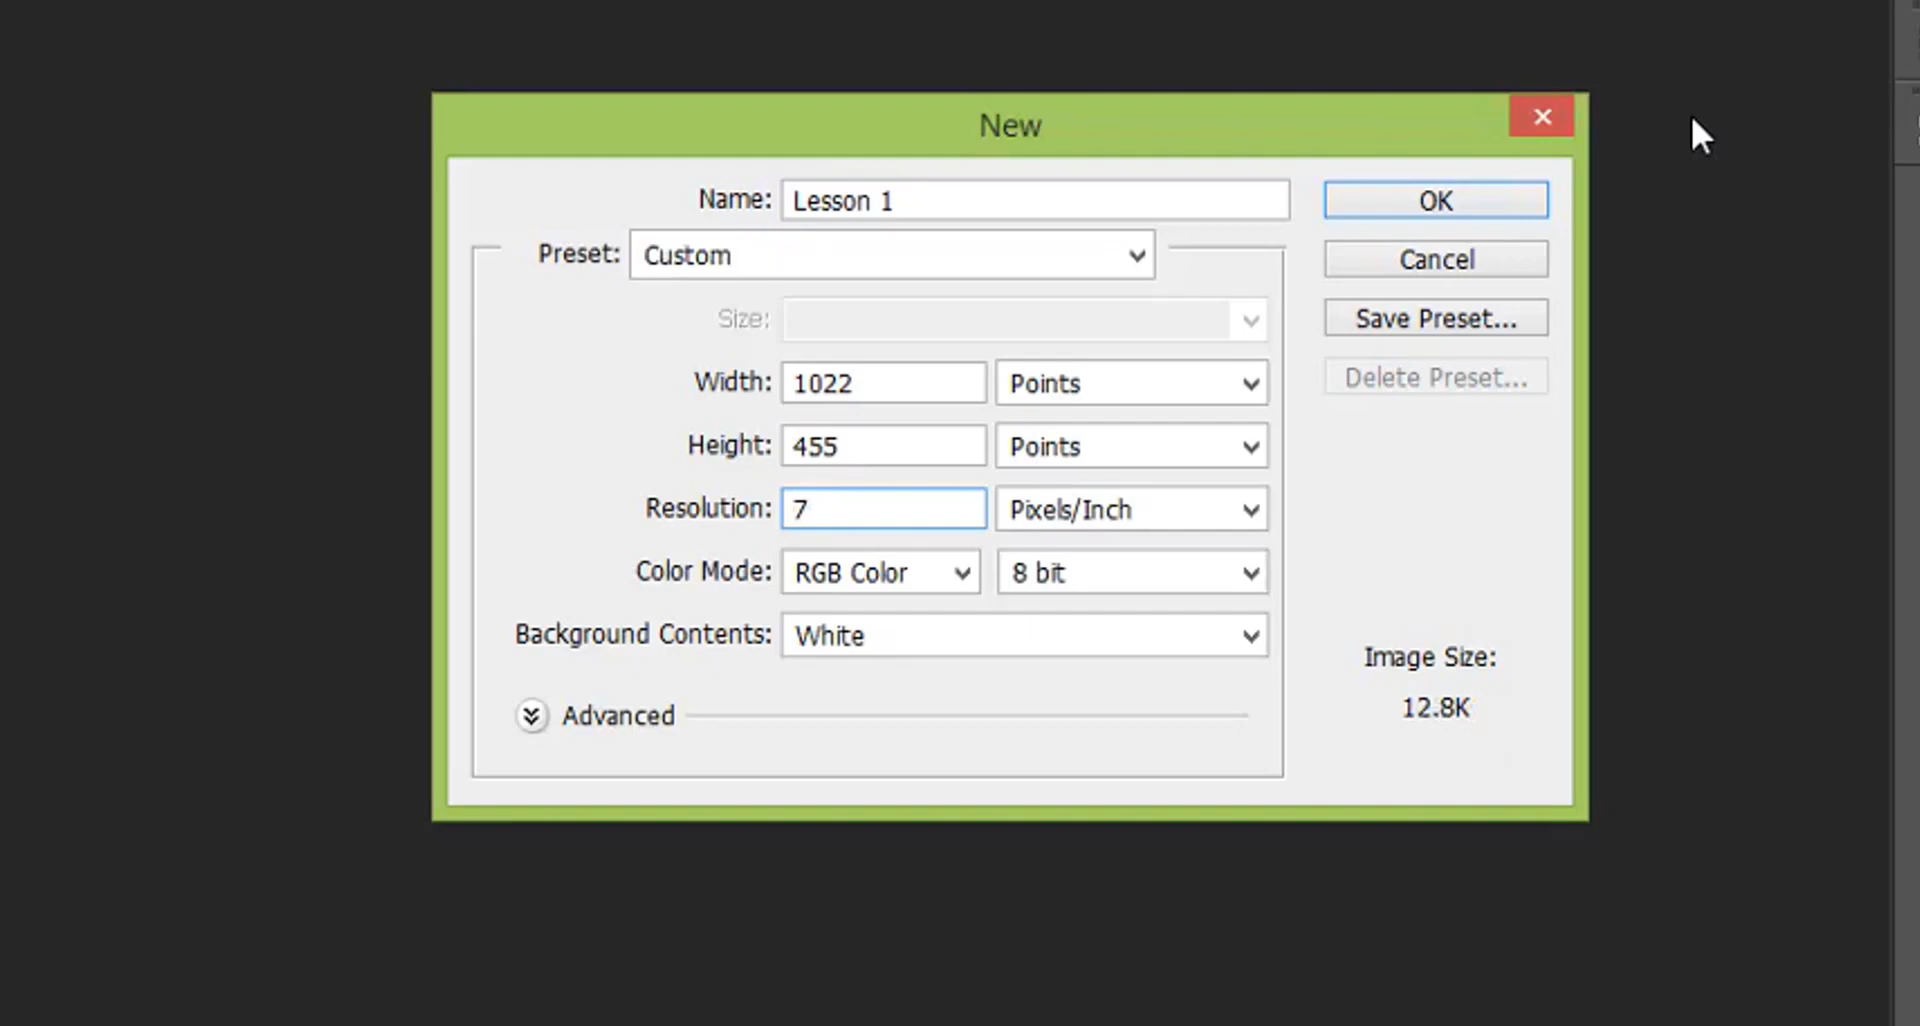 New
Name: Lesson 1
OK
Preset: Custom
Cancel
Size:
Save Preset...
Width: 1022 Points
Delete Preset...
Height: 455 Points
Resolution: 7 Pixels/Inch
Color Mode: RGB Color 8 bit
Background Contents: White
Image Size:
12.8K
Advanced